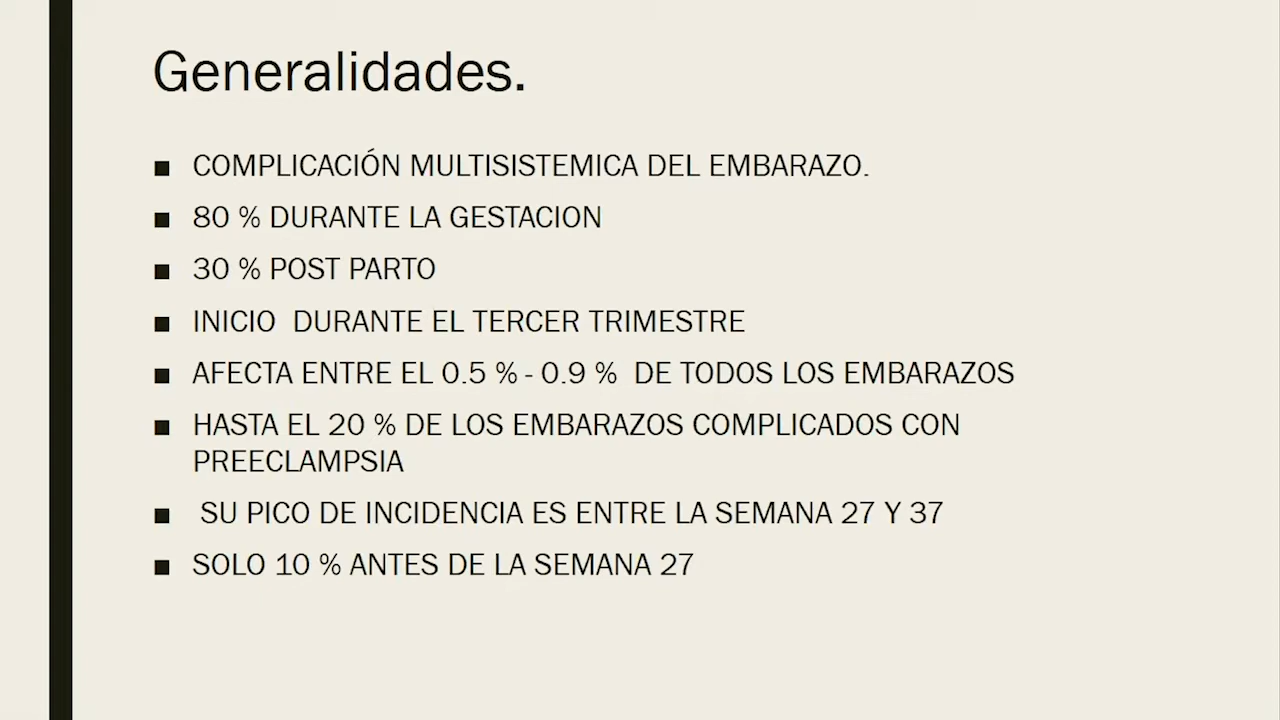 Generalidades.
■ COMPLICACIÓN MULTISISTEMICA DEL EMBARAZO.
■ 80 % DURANTE LA GESTACION
■ 30 % POST PARTO
■ INICIO  DURANTE EL TERCER TRIMESTRE
■ AFECTA ENTRE EL 0.5 % - 0.9 %  DE TODOS LOS EMBARAZOS
■ HASTA EL 20 % DE LOS EMBARAZOS COMPLICADOS CON
PREECLAMPSIA
■ SU PICO DE INCIDENCIA ES ENTRE LA SEMANA 27 Y 37
■ SOLO 10 % ANTES DE LA SEMANA 27